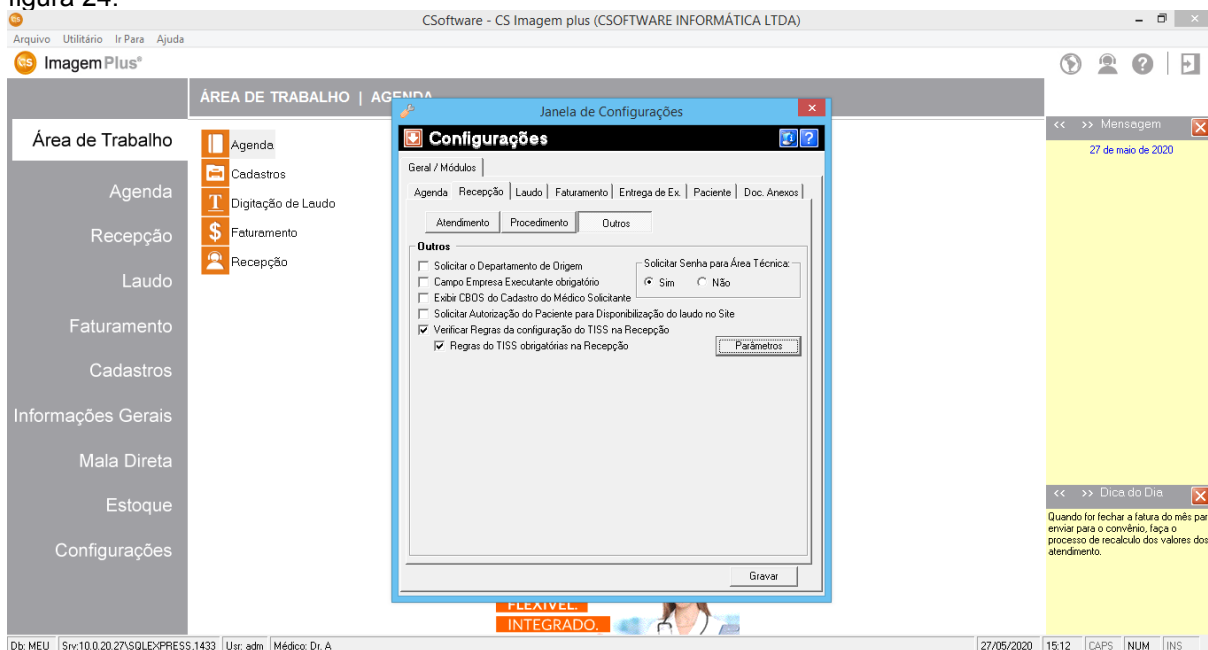 figura 24.
CSoftware - CS Imagem plus (CSOFTWARE INFORMÁTICA LTDA)
Arquivo Utilitário Ir Para Ajuda
cs ImagemPlus®
ÁREA DE TRABALHO | AGENDA
Área de Trabalho
Agenda
Recepção
Laudo
Faturamento
Cadastros
Informações Gerais
Mala Direta
Estoque
Configurações
Agenda
Cadastros
Digitação de Laudo
Faturamento
Recepção
Janela de Configurações
Configurações
Geral / Módulos
Agenda Recepção Laudo Faturamento Entrega de Ex. Paciente Doc. Anexos
Atendimento Procedimento Outros
Outros
Solicitar o Departamento de Origem
Campo Empresa Executante obrigatório
Exibir CBOS do Cadastro do Médico Solicitante
Solicitar Senha para Área Técnica:
Sim Não
Solicitar Autorização do Paciente para Disponibilização do laudo no Site
Verificar Regras da configuração do TISS na Recepção
Regras do TISS obrigatórias na Recepção
Parâmetros
Gravar
FLEXÍVEL.
INTEGRADO.
<< >> Mensagem
27 de maio de 2020
<< >> Dica do Dia
Quando for fechar a fatura do mês par
enviar para o convênio, faça o
processo de recalculo dos valores dos
atendimento.
Db: MEU Srv:10.0.20.27\SQLEXPRESS,1433 Usr: adm Médico: Dr. A 27/05/2020 15:12 CAPS NUM INS